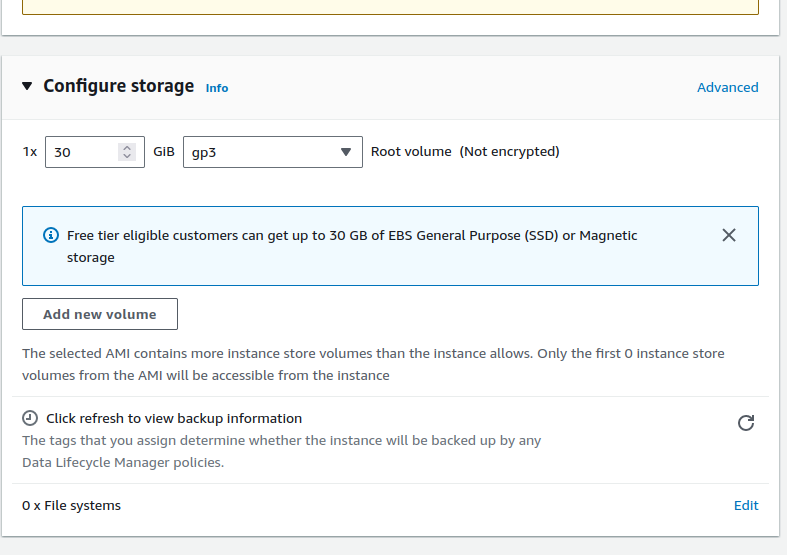 Configure storage Info Advanced
1x 30 GiB gp3 Root volume (Not encrypted)
Free tier eligible customers can get up to 30 GB of EBS General Purpose (SSD) or Magnetic
storage
Add new volume
The selected AMI contains more instance store volumes than the instance allows. Only the first 0 instance store
volumes from the AMI will be accessible from the instance
Click refresh to view backup information
The tags that you assign determine whether the instance will be backed up by any
Data Lifecycle Manager policies.
0 x File systems Edit